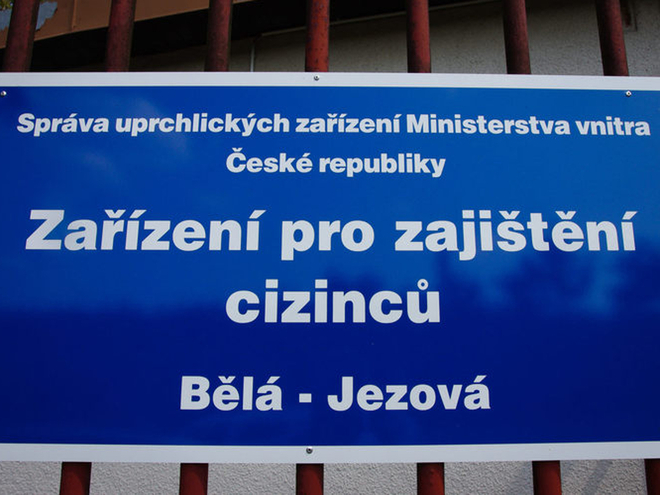 Správa uprchlických zařízení Ministerstva vnitra
České republiky
Zařízení pro zajištění
cizinců
Bělá - Jezová